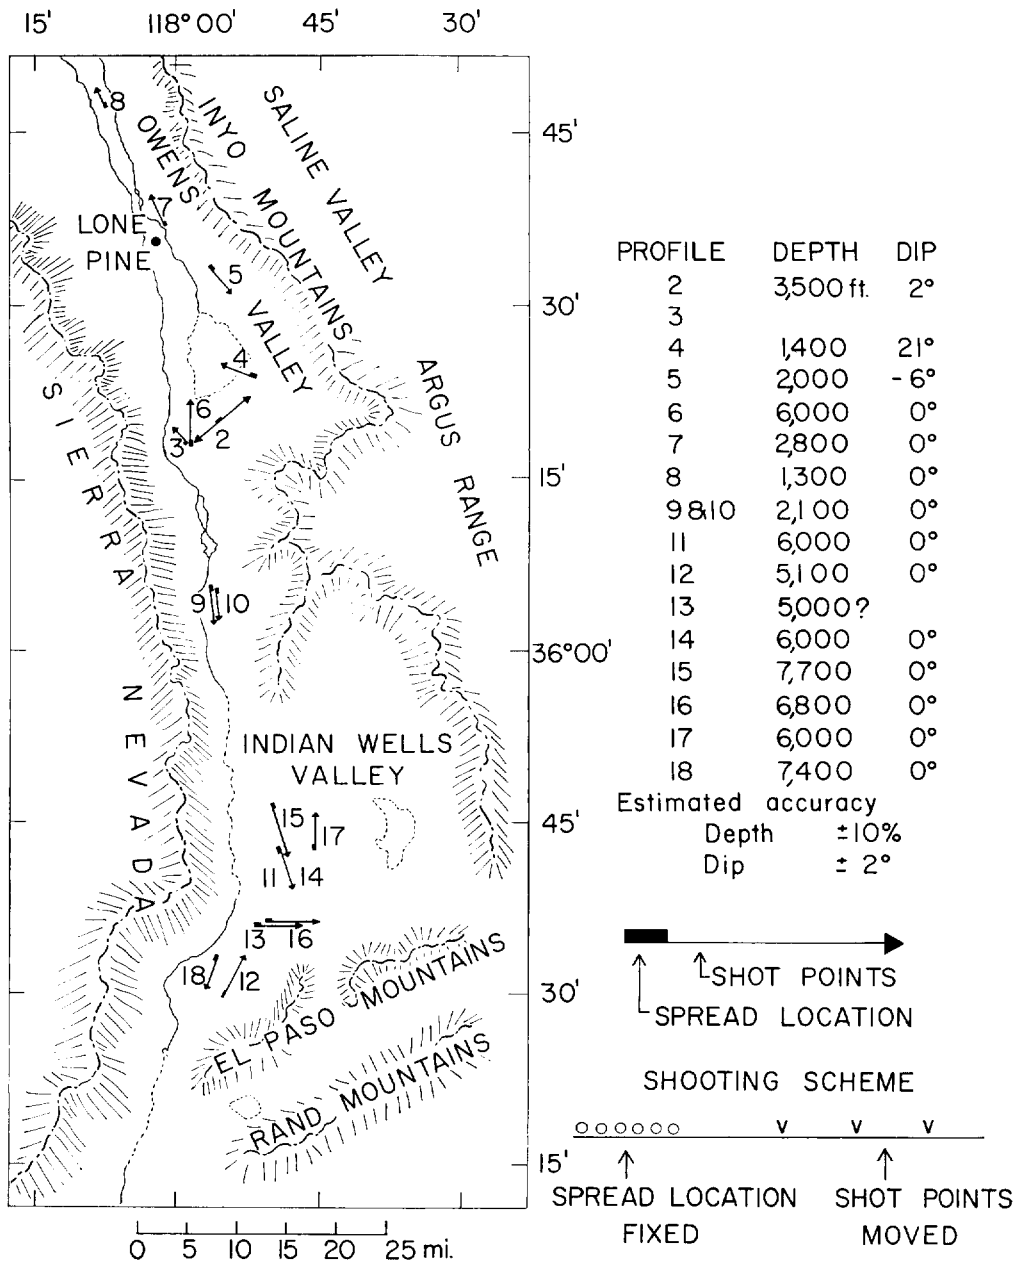 15' 118°00' 45' 30'
8
OWENS
INYO
SALINE VALLEY
45'
MOUNTAINS
7
LONE
PINE
5
VALLEY
30'
4
ARGUS RANGE
6
3 2
SIERRA
15'
9 10
36°00'
NEVADA
INDIAN WELLS
VALLEY
15
17
45'
11 14
13 16
18 12
30'
EL PASO MOUNTAINS
RAND MOUNTAINS
15'
0 5 10 15 20 25 mi.
PROFILE DEPTH DIP
2 3,500 ft. 2°
3
4 1,400 21°
5 2,000 -6°
6 6,000 0°
7 2,800 0°
8 1,300 0°
9&10 2,100 0°
11 6,000 0°
12 5,100 0°
13 5,000?
14 6,000 0°
15 7,700 0°
16 6,800 0°
17 6,000 0°
18 7,400 0°
Estimated accuracy
Depth ±10%
Dip ± 2°
SHOT POINTS
SPREAD LOCATION
SHOOTING SCHEME
SPREAD LOCATION
FIXED
SHOT POINTS
MOVED